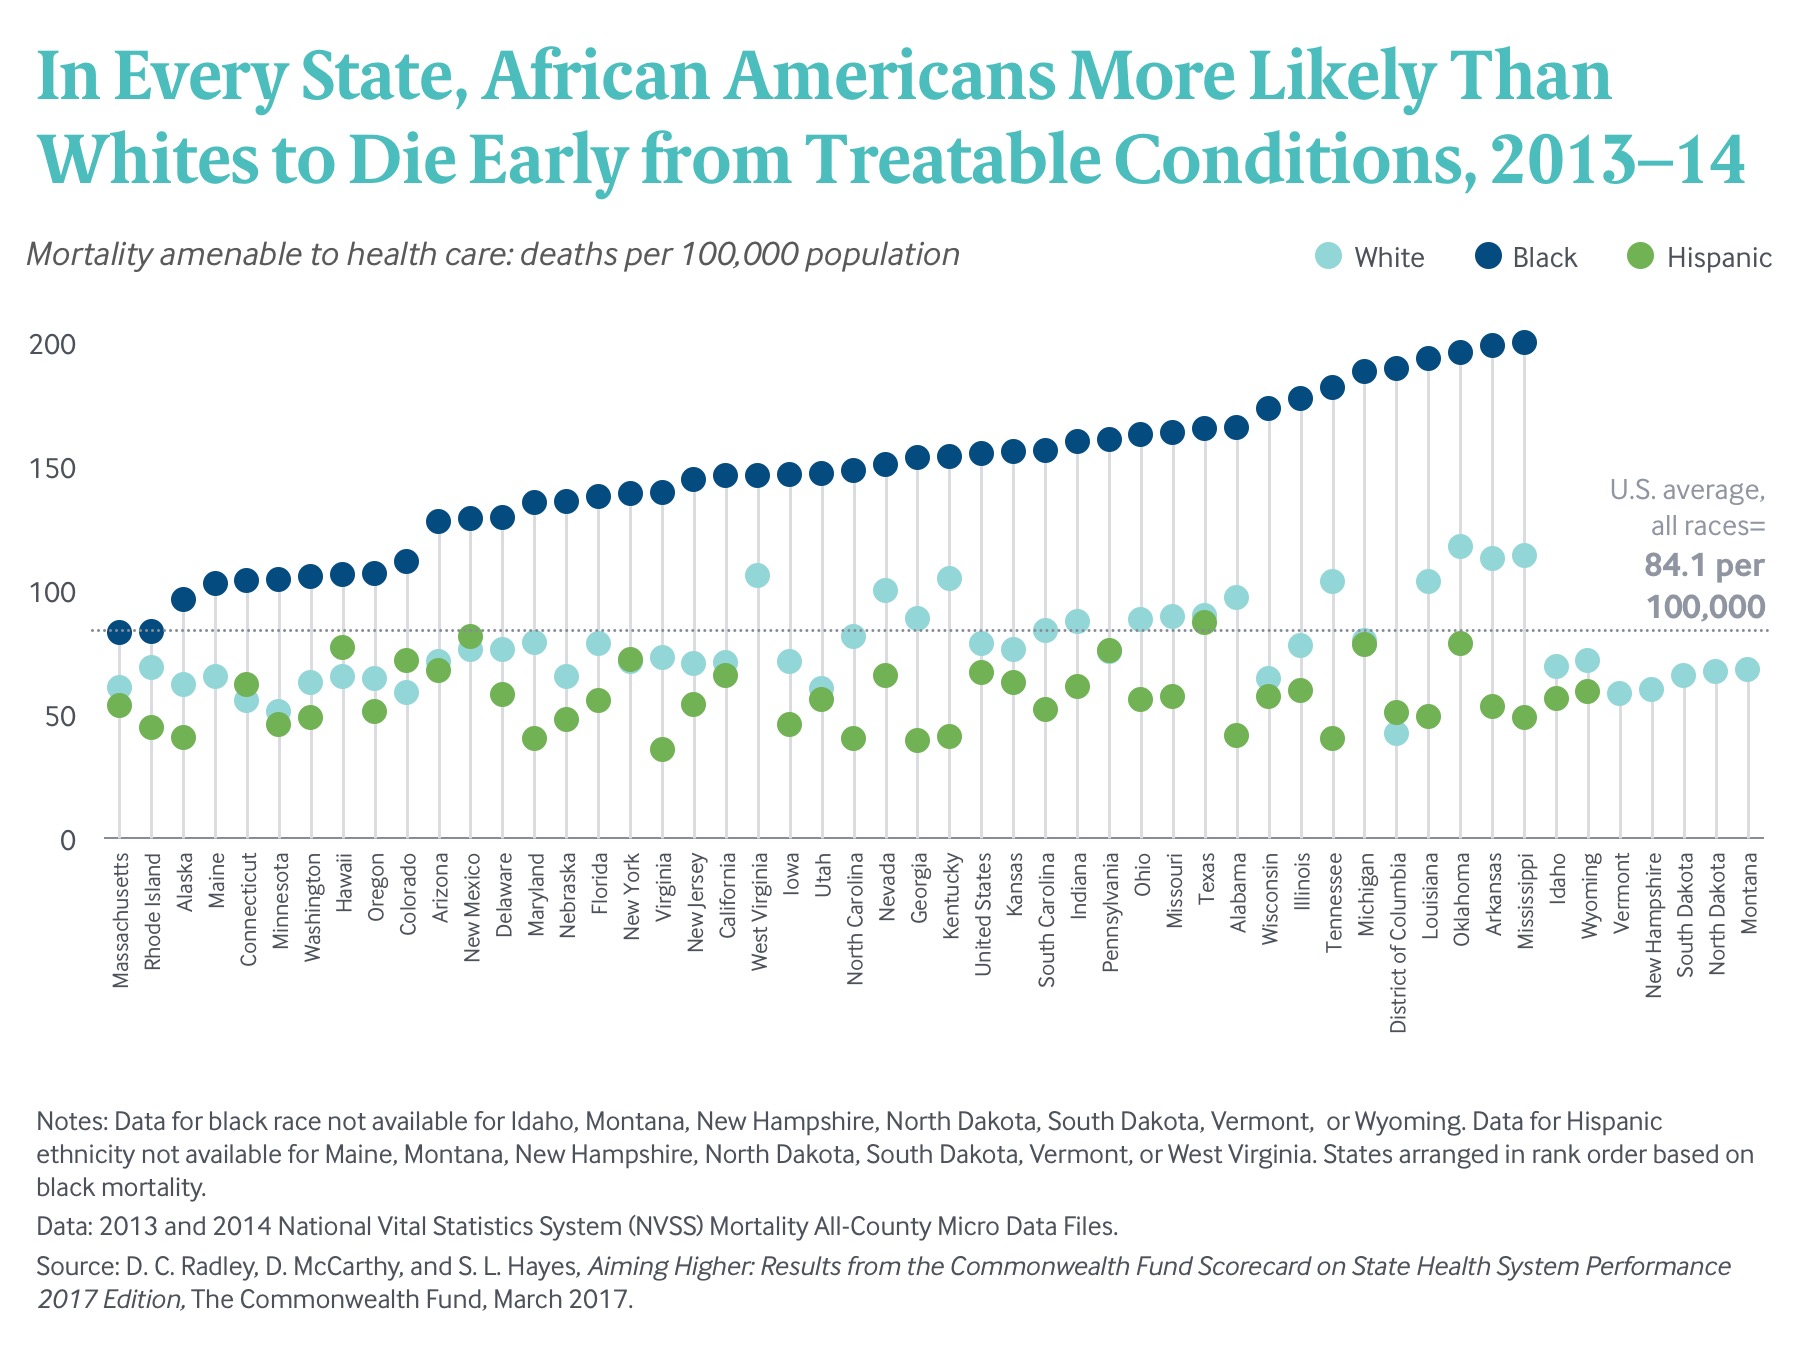 In Every State, African Americans More Likely Than
Whites to Die Early from Treatable Conditions, 2013–14
Mortality amenable to health care: deaths per 100,000 population
White
Black
Hispanic
200
150
100
50
0
U.S. average,
all races=
84.1 per
100,000
Massachusetts
Rhode Island
Alaska
Maine
Connecticut
Minnesota
Washington
Hawaii
Oregon
Colorado
Arizona
New Mexico
Delaware
Maryland
Nebraska
Florida
New York
Virginia
New Jersey
California
West Virginia
Iowa
Utah
North Carolina
Nevada
Georgia
Kentucky
United States
Kansas
South Carolina
Indiana
Pennsylvania
Ohio
Missouri
Texas
Alabama
Wisconsin
Illinois
Tennessee
Michigan
District of Columbia
Louisiana
Oklahoma
Arkansas
Mississippi
Idaho
Wyoming
Vermont
New Hampshire
South Dakota
North Dakota
Montana
Notes: Data for black race not available for Idaho, Montana, New Hampshire, North Dakota, South Dakota, Vermont,  or Wyoming. Data for Hispanic
ethnicity not available for Maine, Montana, New Hampshire, North Dakota, South Dakota, Vermont, or West Virginia. States arranged in rank order based on
black mortality.
Data: 2013 and 2014 National Vital Statistics System (NVSS) Mortality All-County Micro Data Files.
Source: D. C. Radley, D. McCarthy, and S. L. Hayes, Aiming Higher: Results from the Commonwealth Fund Scorecard on State Health System Performance
2017 Edition, The Commonwealth Fund, March 2017.